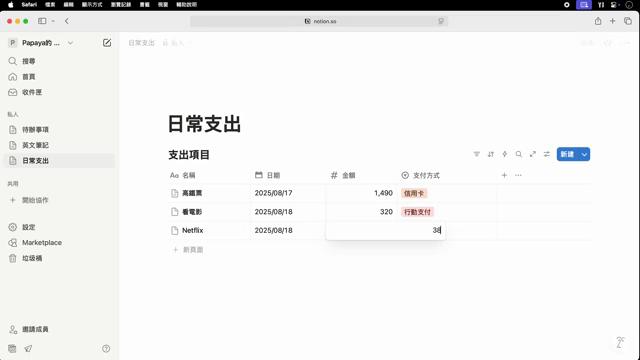 Safari 檔案 編輯 顯示方式 瀏覽記錄 書籤 視窗 輔助說明
notion.so
P Papaya的 ...
日常支出 私人
搜尋
首頁
收件匣
私人
待辦事項
英文筆記
日常支出
共用
開始協作
設定
Marketplace
垃圾桶
邀請成員
日常支出
支出項目
新建
Aa 名稱 日期 # 金額 支付方式
高鐵票 2025/08/17 1,490 信用卡
看電影 2025/08/18 320 行動支付
Netflix 2025/08/18 38
+ 新頁面